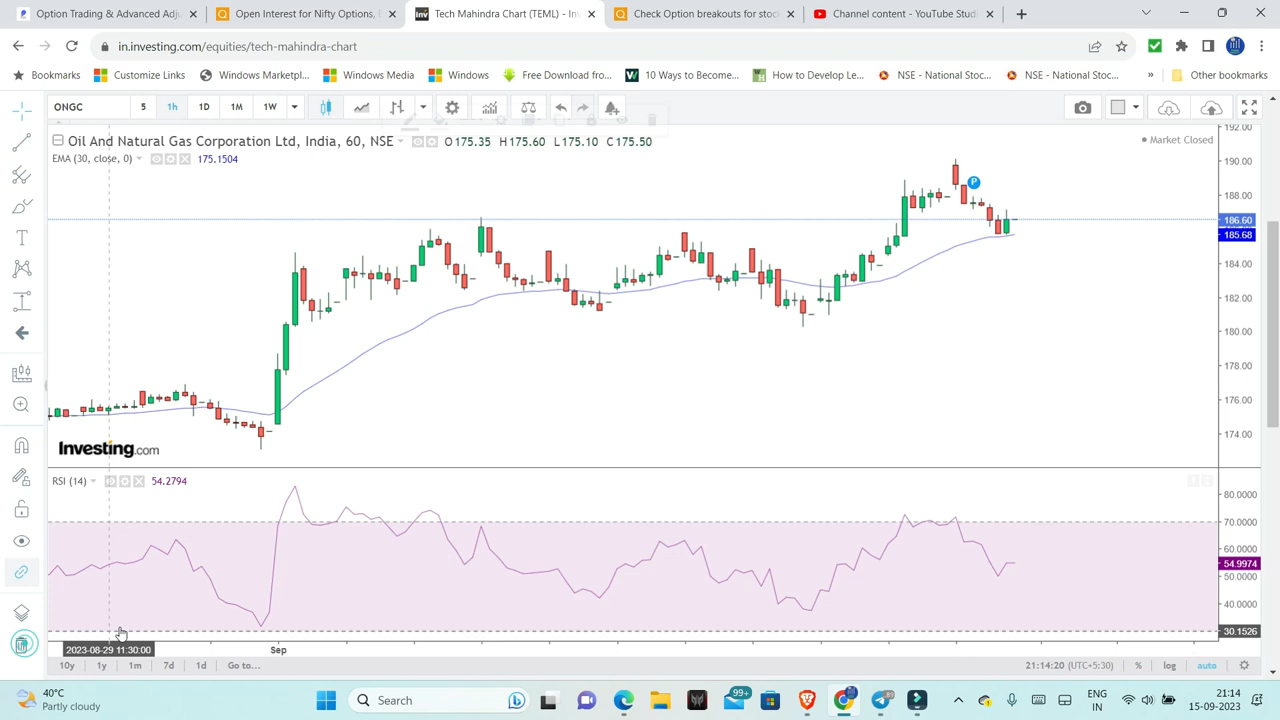 Option Trading & Advanced Adju
Open Interest for Nifty Options, B
Tech Mahindra Chart (TEML) - Inv
Check Option breakouts for stock
Channel content - YouTube Studi
in.investing.com/equities/tech-mahindra-chart
Bookmarks
Customize Links
Windows Marketpl...
Windows Media
Windows
Free Download fro...
10 Ways to Become...
How to Develop Le...
NSE - National Stoc...
NSE - National Stoc...
»
Other bookmarks
ONGC
5
1h
1D
1M
1W
Oil And Natural Gas Corporation Ltd, India, 60, NSE
O 175.35 H 175.60 L 175.10 C 175.50
Market Closed
EMA (30, close, 0)
175.1504
P
192.00
190.00
188.00
186.60
185.68
184.00
182.00
180.00
178.00
176.00
174.00
Investing.com
RSI (14)
54.2794
80.0000
70.0000
60.0000
54.9974
50.0000
40.0000
30.1526
2023-08-29 11:30:00
Sep
10y
1y
1m
7d
1d
Go to...
21:14:20 (UTC+5:30)
%
log
auto
40°C
Partly cloudy
Search
99+
85
ENG
IN
21:14
15-09-2023